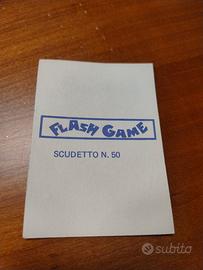 FLASH GAME
SCUDETTO N. 50
subito